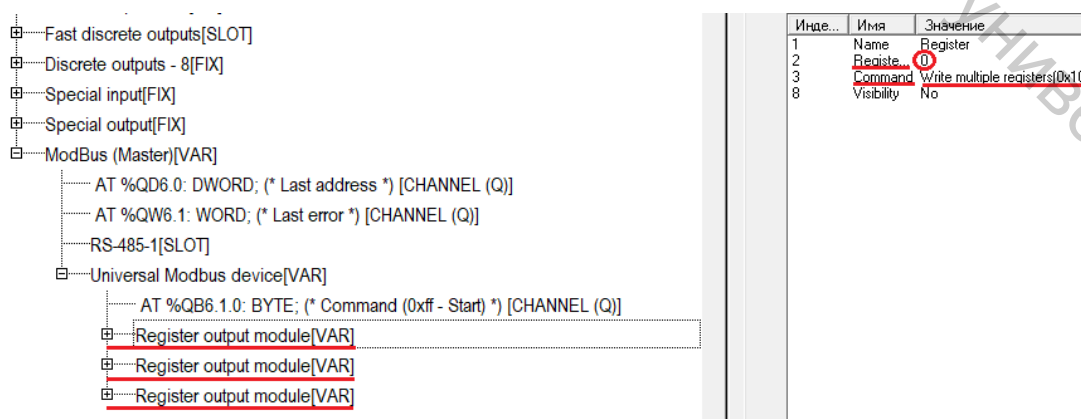 Fast discrete outputs[SLOT]
Discrete outputs - 8[FIX]
Special input[FIX]
Special output[FIX]
ModBus (Master)[VAR]
AT %QD6.0: DWORD; (* Last address *) [CHANNEL (Q)]
AT %QW6.1: WORD; (* Last error *) [CHANNEL (Q)]
RS-485-1[SLOT]
Universal Modbus device[VAR]
AT %QB6.1.0: BYTE; (* Command (0xff - Start) *) [CHANNEL (Q)]
Register output module[VAR]
Register output module[VAR]
Register output module[VAR]
Инде... Имя Значение
1 Name Register
2 Registe... 0
3 Command Write multiple registers(0x10
8 Visibility No
УНИВ